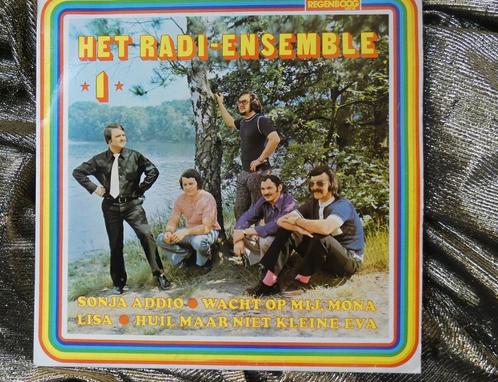 REGENBOOG
HET RADI-ENSEMBLE
*1*
SONJA ADDIO • WACHT OP MIJ, MONA
LISA • HUIL MAAR NIET KLEINE EVA